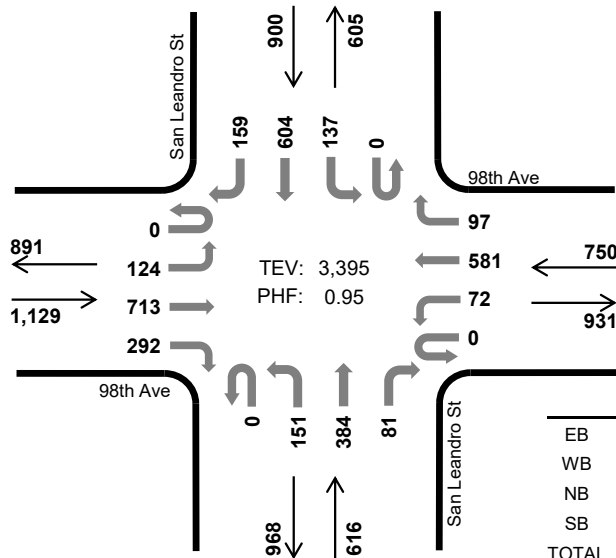 San Leandro St
900
605
159
604
137
0
98th Ave
0
97
891
124
TEV: 3,395
581
750
713
PHF: 0.95
72
1,129
931
292
0
98th Ave
0
151
384
81
San Leandro St
968
616
EB
WB
NB
SB
TOTAL